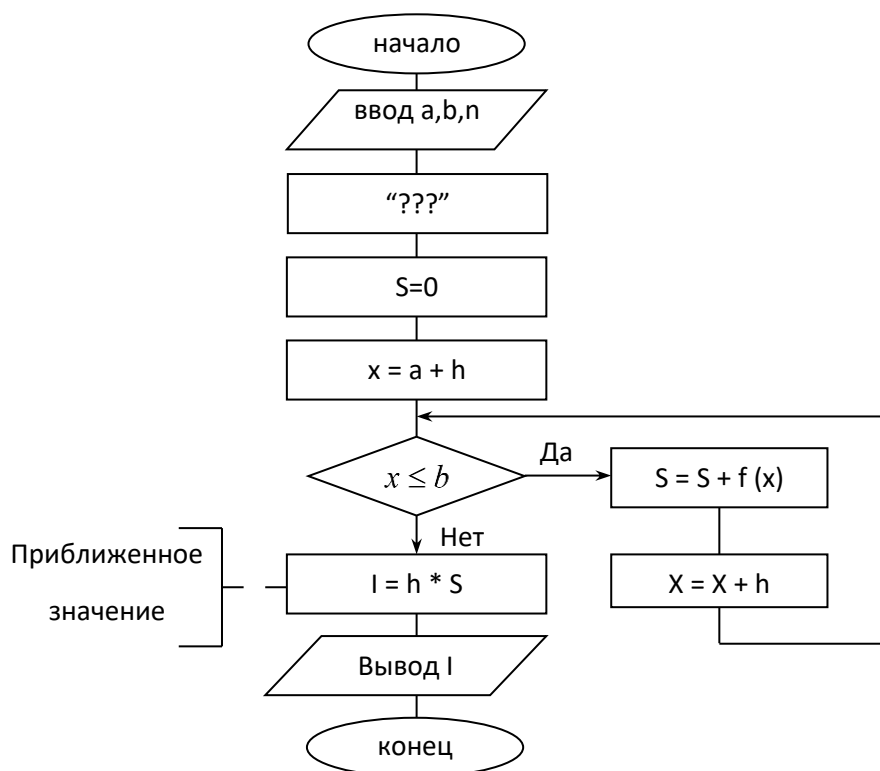 начало
ввод a,b,n
“???”
S=0
x = a + h
x ≤ b
Да
S = S + f (x)
X = X + h
Нет
Приближенное
значение
I = h * S
Вывод I
конец